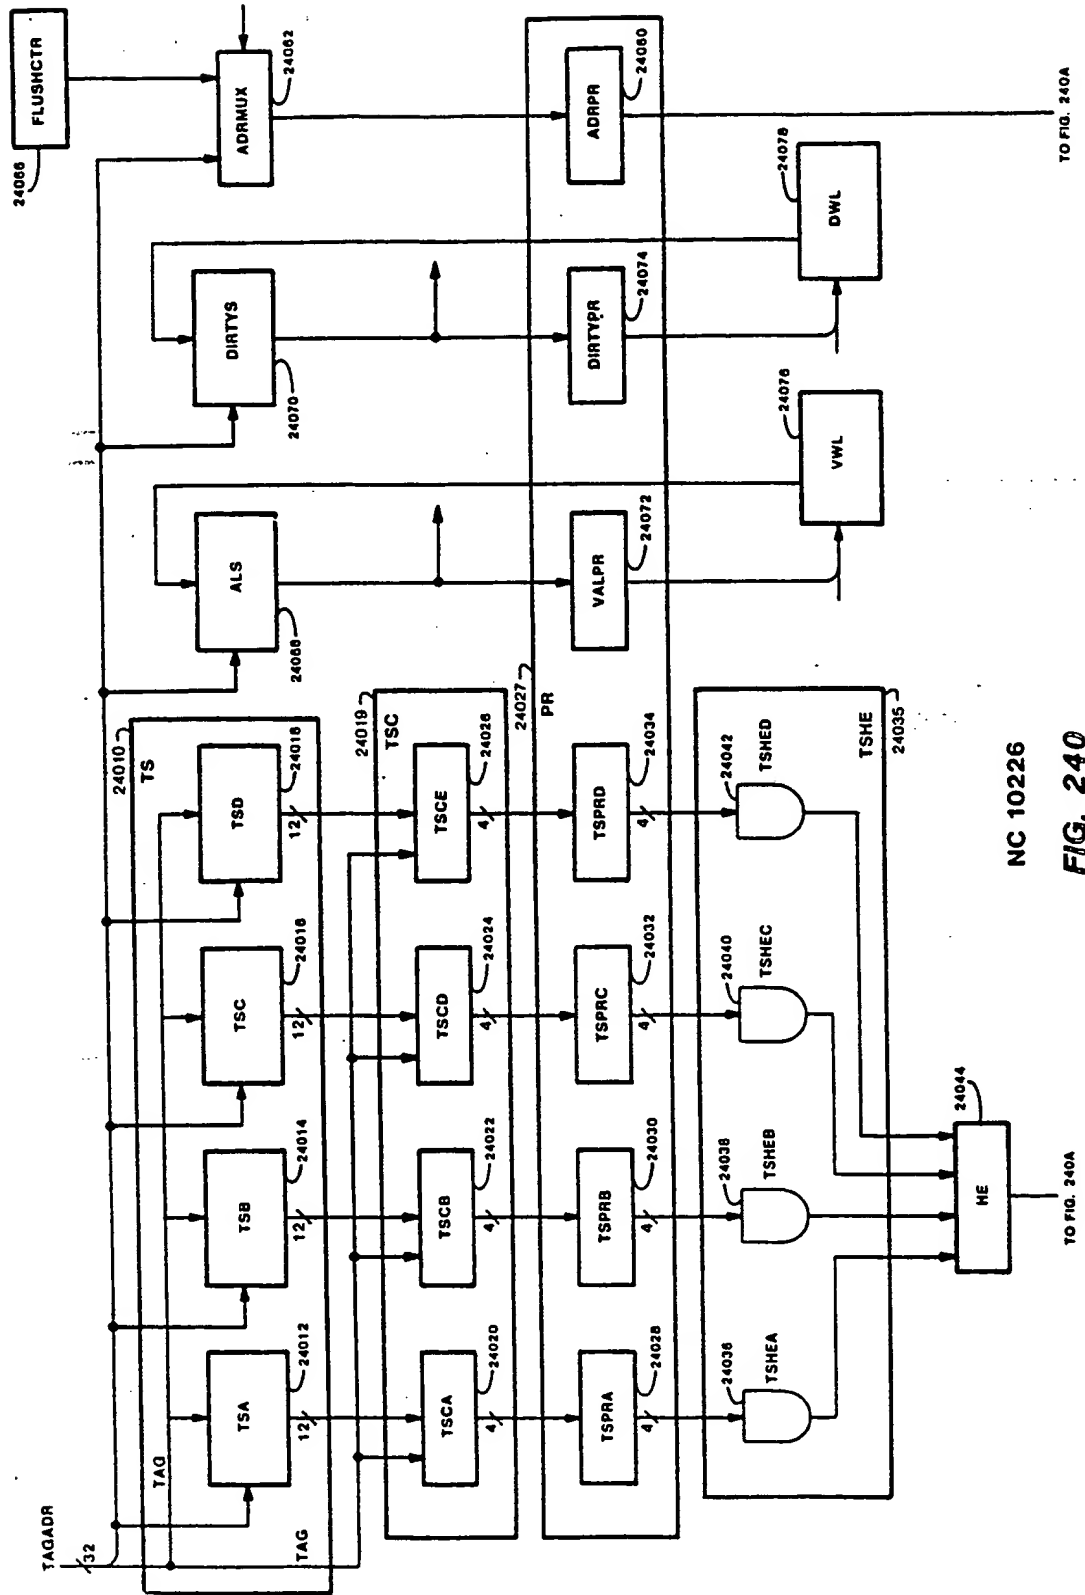 TAGADR
32
TAG
TAG
24010
TS
TSA
24012
TSB
24014
TSC
24016
TSD
24018
12
12
12
12
ALS
24068
DIRTYS
24070
FLUSHCTR
24066
ADRMUX
24062
24019
TSC
TSCA
24020
TSCB
24022
TSCD
24024
TSCE
24026
4
4
4
4
24027
PR
TSPRA
24028
TSPRB
24030
TSPRC
24032
TSPRD
24034
VALPR
24072
DIRTYPR
24074
ADRPR
24060
4
4
4
4
24036
TSHEA
24038
TSHEB
24040
TSHEC
24042
TSHED
TSHE
24035
VWL
24076
DWL
24078
HE
24044
TO FIG. 240A
TO FIG. 240A
NC 10226
FIG. 240